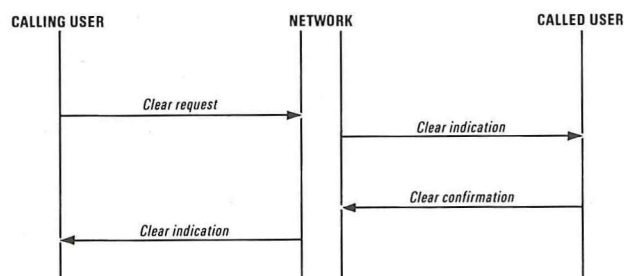 CALLING USER
NETWORK
CALLED USER
Clear request
Clear indication
Clear confirmation
Clear indication